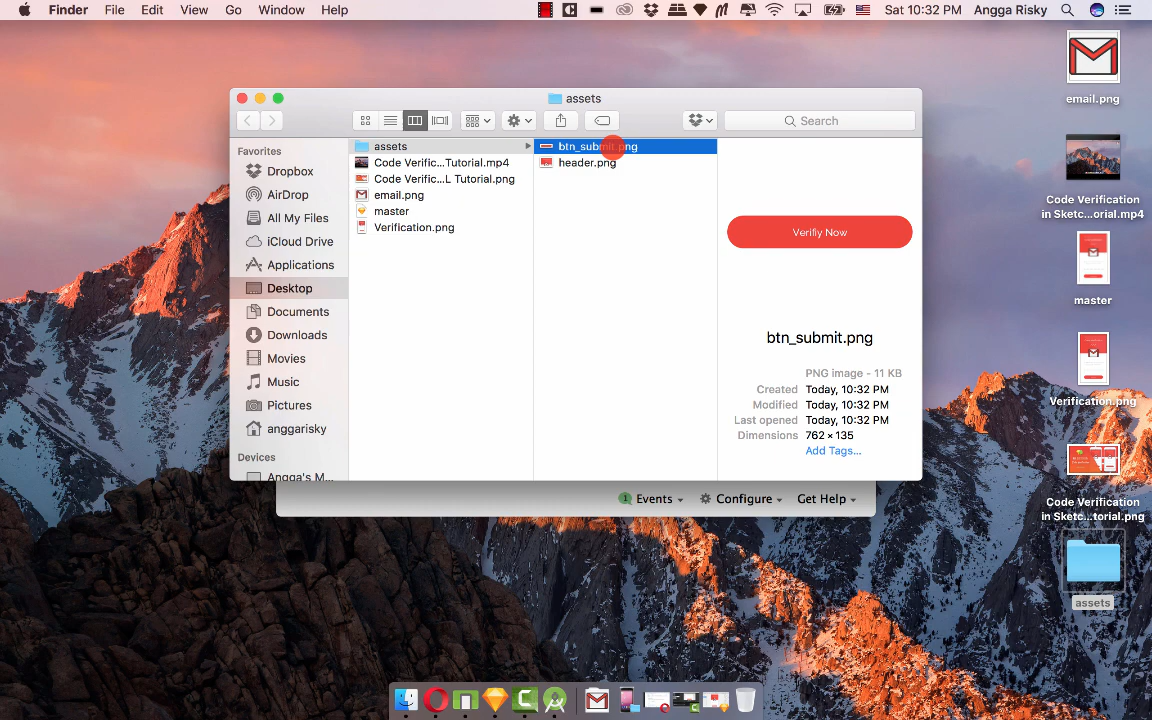 Finder File Edit View Go Window Help Sat 10:32 PM Angga Risky
assets
Search
Favorites
Dropbox
AirDrop
All My Files
iCloud Drive
Applications
Desktop
Documents
Downloads
Movies
Music
Pictures
anggarisky
Devices
Angga's M...
assets
Code Verific...Tutorial.mp4
Code Verific...L Tutorial.png
email.png
master
Verification.png
btn_submit.png
header.png
Verifiy Now
btn_submit.png
PNG image - 11 KB
Created Today, 10:32 PM
Modified Today, 10:32 PM
Last opened Today, 10:32 PM
Dimensions 762 × 135
Add Tags...
1 Events Configure Get Help
email.png
Code Verification
in Sketc...orial.mp4
master
Verification.png
Code Verification
in Sketc...torial.png
assets